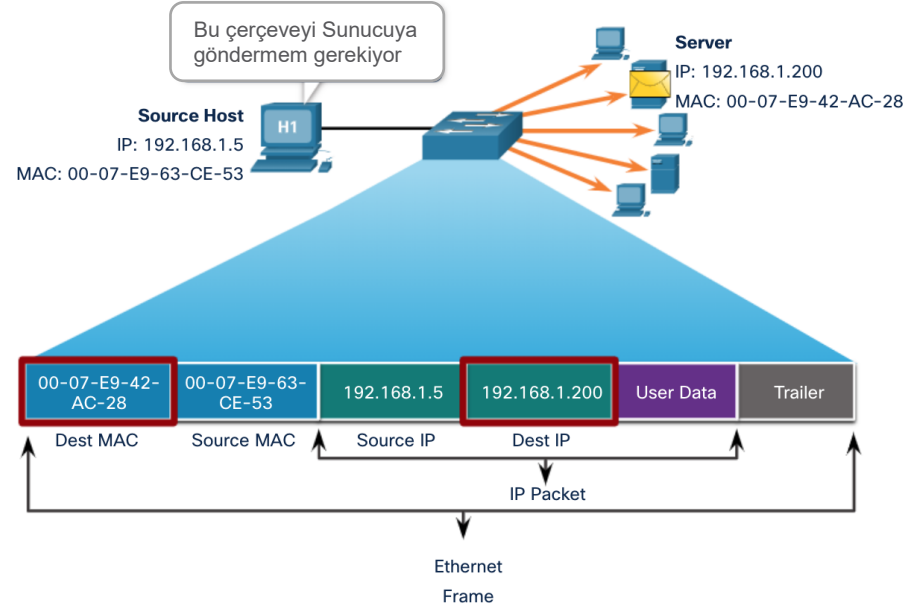 Bu çerçeveyi Sunucuya
göndermem gerekiyor
Server
IP: 192.168.1.200
MAC: 00-07-E9-42-AC-28
Source Host
IP: 192.168.1.5
MAC: 00-07-E9-63-CE-53
H1
00-07-E9-42-
AC-28
00-07-E9-63-
CE-53
192.168.1.5
192.168.1.200
User Data
Trailer
Dest MAC
Source MAC
Source IP
Dest IP
IP Packet
Ethernet
Frame